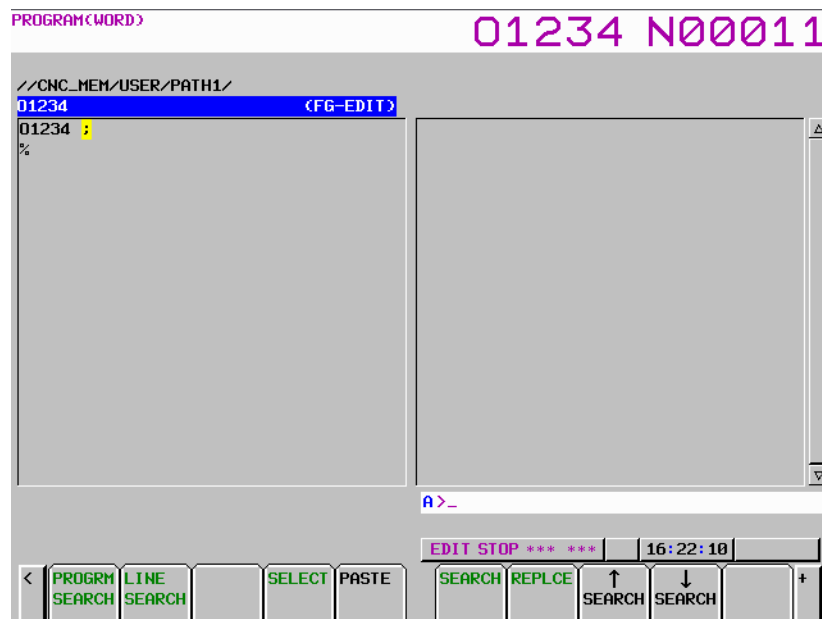 PROGRAM(WORD)
O1234 N00011
//CNC_MEM/USER/PATH1/
O1234 (FG-EDIT)
O1234 ;
%
A>_
EDIT STOP *** *** 16:22:10
< PROGRM LINE SELECT PASTE SEARCH REPLCE ↑ ↓ +
SEARCH SEARCH SEARCH SEARCH